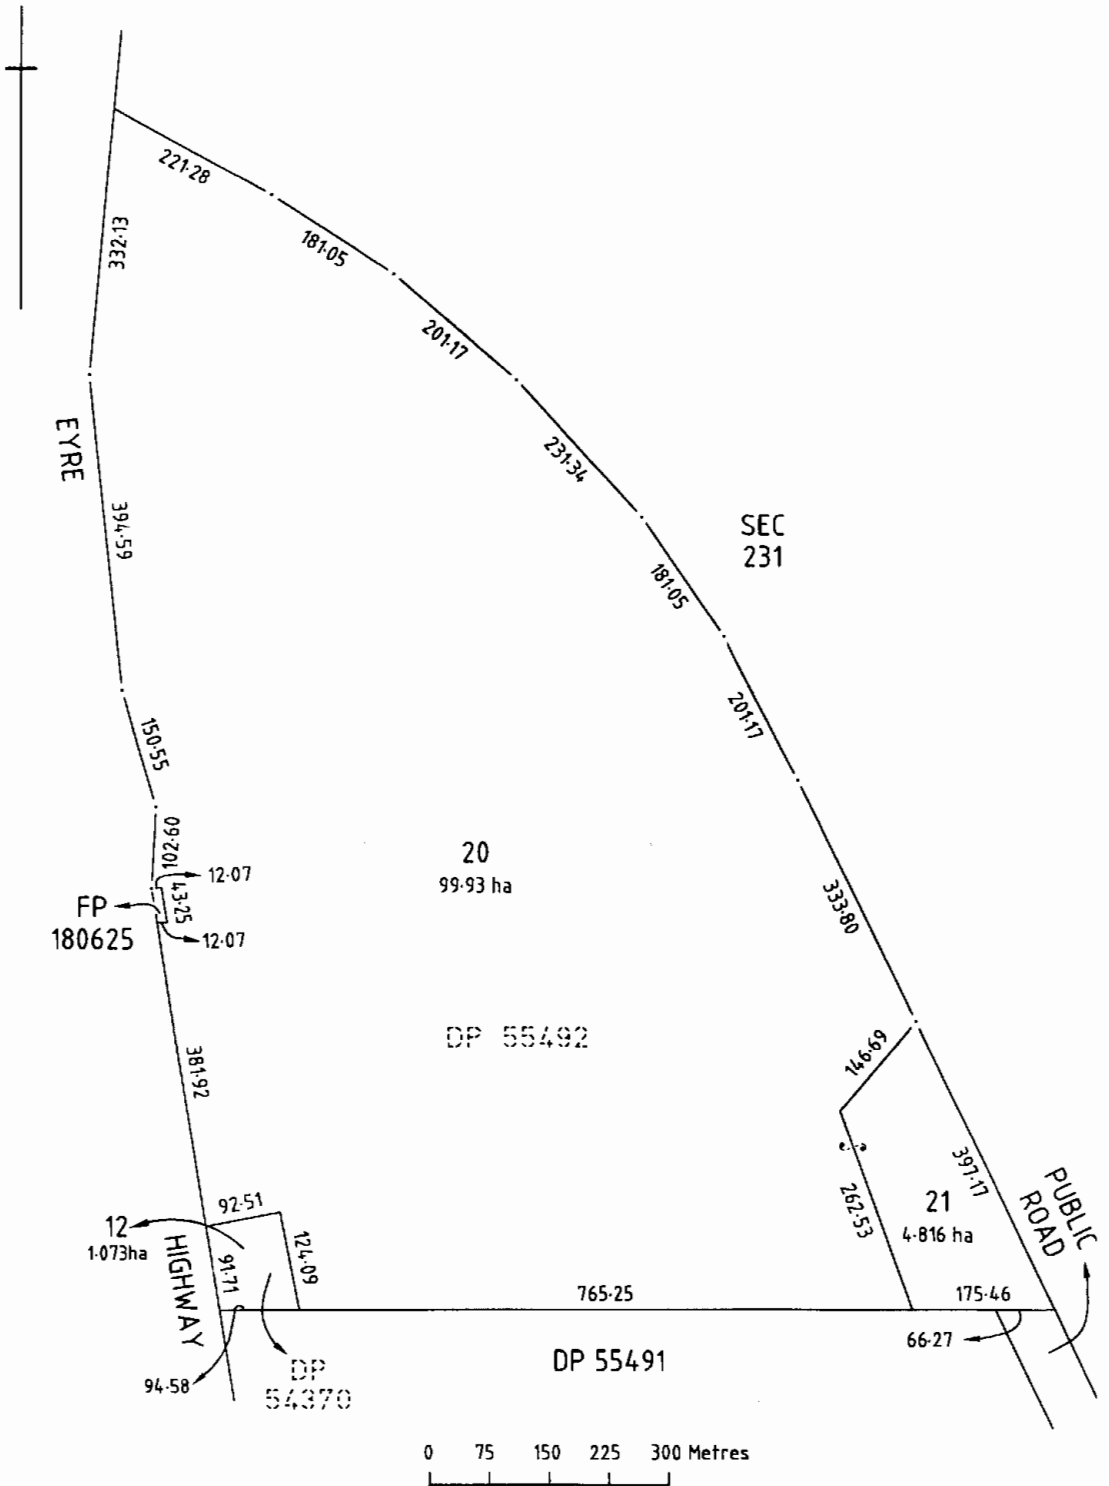 221·28
332·13
181·05
201·17
EYRE
231·34
394·59
SEC
231
181·05
201·17
150·55
102·60
20
99·93 ha
12·07
43·25
FP
180625
12·07
333·80
DP 55492
146·69
381·92
397·17
PUBLIC
ROAD
262·53
21
4·816 ha
92·51
12
1·073ha
124·09
HIGHWAY
91·71
765·25
175·46
66·27
DP 55491
DP
54370
94·58
0 75 150 225 300 Metres